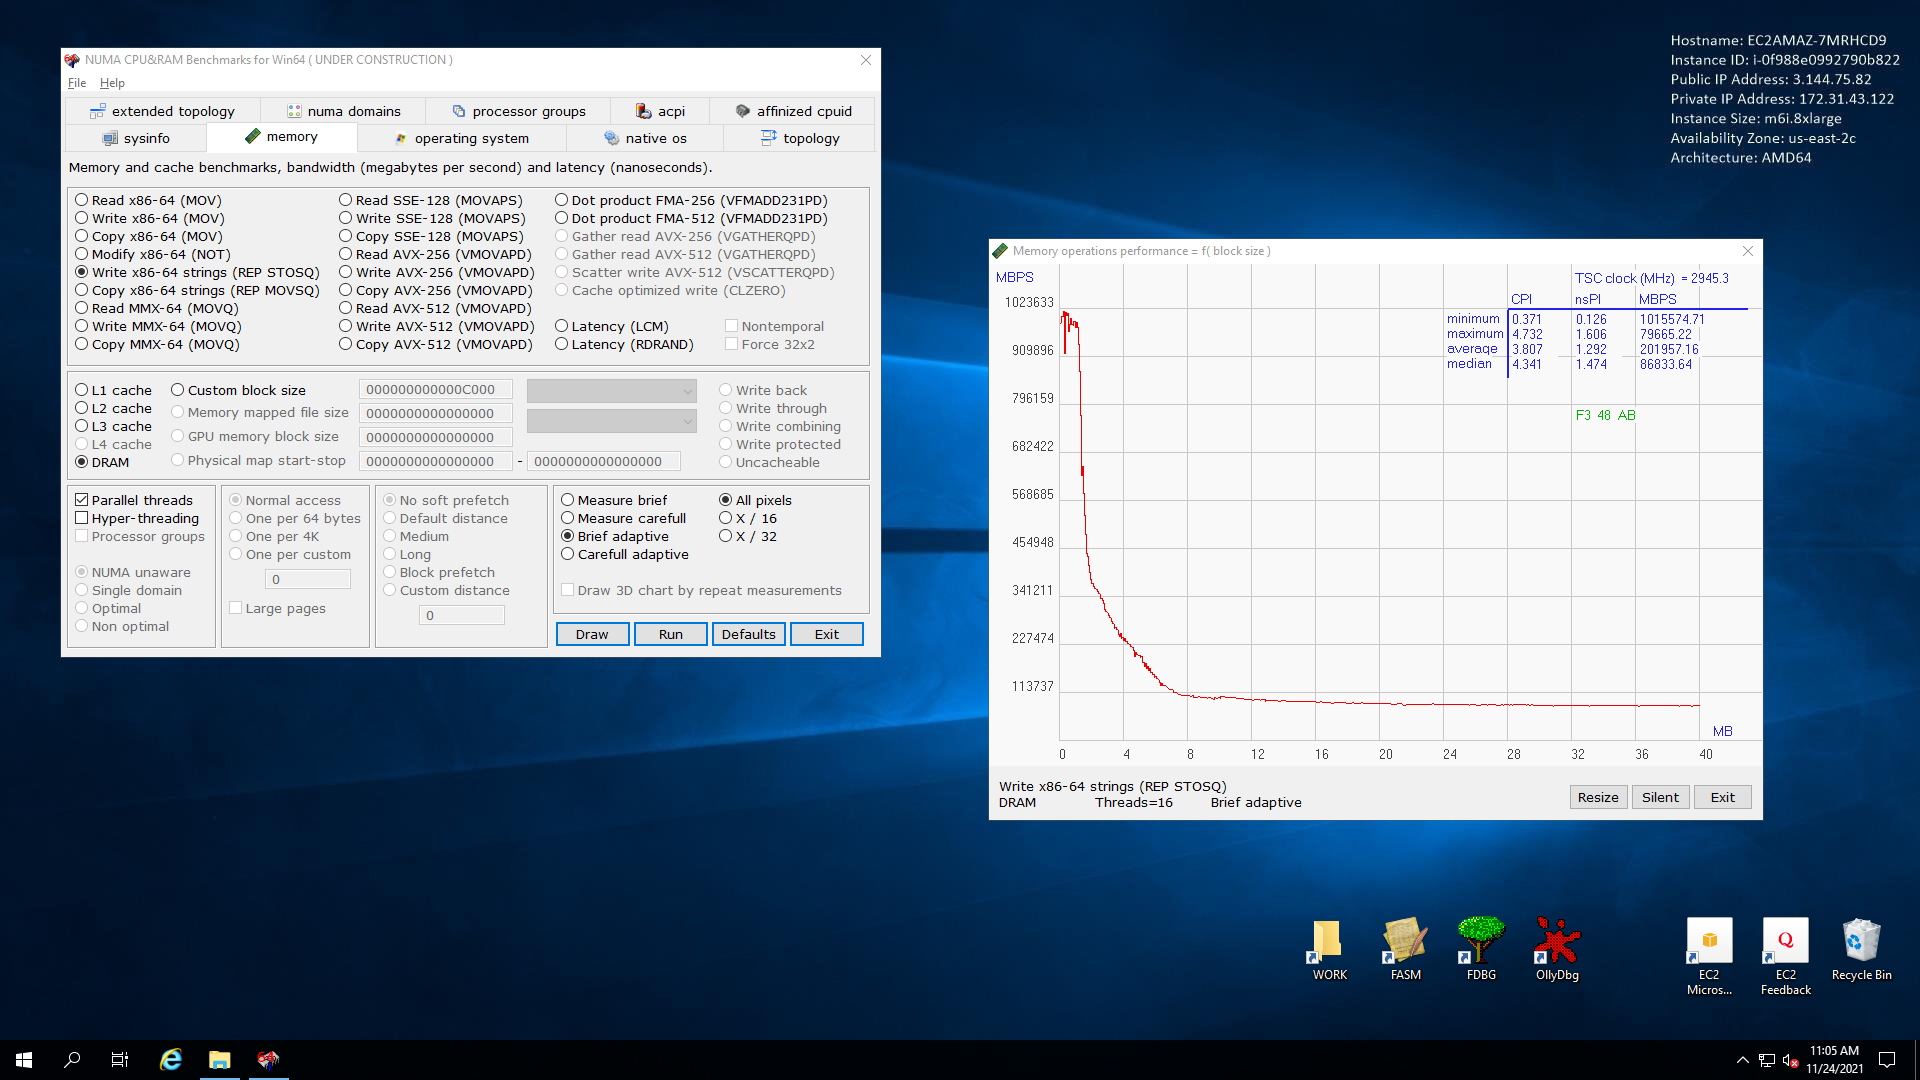 Hostname: EC2AMAZ-7MRHCD9
Instance ID: i-0f988e0992790b822
Public IP Address: 3.144.75.82
Private IP Address: 172.31.43.122
Instance Size: m6i.8xlarge
Availability Zone: us-east-2c
Architecture: AMD64
NUMA CPU&RAM Benchmarks for Win64 ( UNDER CONSTRUCTION )
File Help
extended topology numa domains processor groups acpi affinized cpuid
sysinfo memory operating system native os topology
Memory and cache benchmarks, bandwidth (megabytes per second) and latency (nanoseconds).
Read x86-64 (MOV)
Write x86-64 (MOV)
Copy x86-64 (MOV)
Modify x86-64 (NOT)
Write x86-64 strings (REP STOSQ)
Copy x86-64 strings (REP MOVSQ)
Read MMX-64 (MOVQ)
Write MMX-64 (MOVQ)
Copy MMX-64 (MOVQ)
Read SSE-128 (MOVAPS)
Write SSE-128 (MOVAPS)
Copy SSE-128 (MOVAPS)
Read AVX-256 (VMOVAPD)
Write AVX-256 (VMOVAPD)
Copy AVX-256 (VMOVAPD)
Read AVX-512 (VMOVAPD)
Write AVX-512 (VMOVAPD)
Copy AVX-512 (VMOVAPD)
Dot product FMA-256 (VFMADD231PD)
Dot product FMA-512 (VFMADD231PD)
Gather read AVX-256 (VGATHERQPD)
Gather read AVX-512 (VGATHERQPD)
Scatter write AVX-512 (VSCATTERQPD)
Cache optimized write (CLZERO)
Latency (LCM)
Latency (RDRAND)
Nontemporal
Force 32x2
L1 cache
L2 cache
L3 cache
L4 cache
DRAM
Custom block size 000000000000C000
Memory mapped file size 0000000000000000
GPU memory block size 0000000000000000
Physical map start-stop 0000000000000000 - 0000000000000000
Write back
Write through
Write combining
Write protected
Uncacheable
Parallel threads
Hyper-threading
Processor groups
NUMA unaware
Single domain
Optimal
Non optimal
Normal access
One per 64 bytes
One per 4K
One per custom
0
Large pages
No soft prefetch
Default distance
Medium
Long
Block prefetch
Custom distance
0
Measure brief
Measure carefull
Brief adaptive
Carefull adaptive
All pixels
X / 16
X / 32
Draw 3D chart by repeat measurements
Draw Run Defaults Exit
Memory operations performance = f( block size )
MBPS
1023633
909896
796159
682422
568685
454948
341211
227474
113737
TSC clock (MHz) = 2945.3
CPI nsPI MBPS
minimum 0.371 0.126 1015574.71
maximum 4.732 1.606 79665.22
average 3.807 1.292 201957.16
median 4.341 1.474 86833.64
F3 48 AB
MB
0 4 8 12 16 20 24 28 32 36 40
Write x86-64 strings (REP STOSQ)
DRAM Threads=16 Brief adaptive
Resize Silent Exit
WORK
FASM
FDBG
OllyDbg
EC2
Micros...
EC2
Feedback
Recycle Bin
11:05 AM
11/24/2021